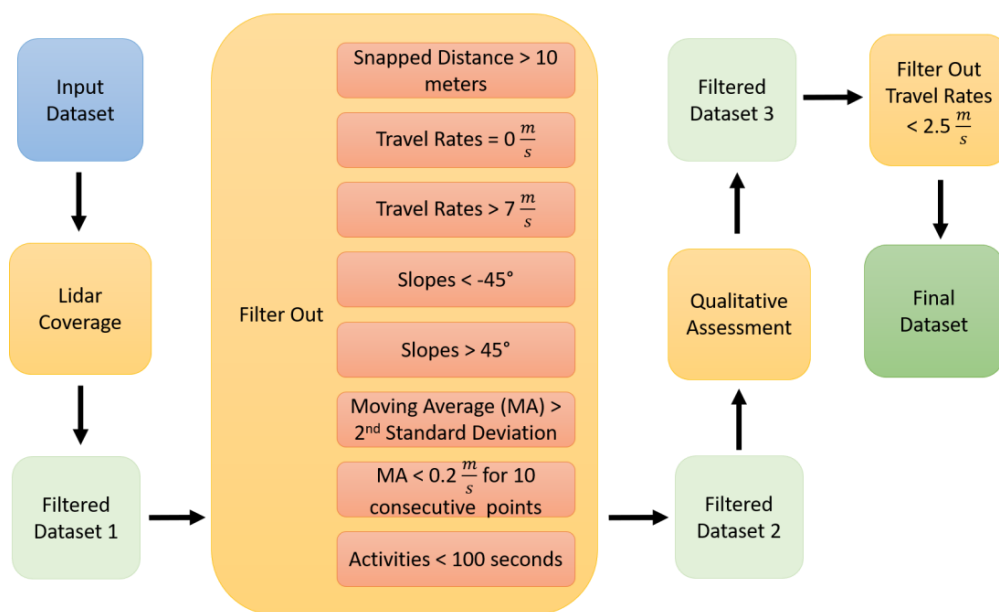 Input
Dataset
Lidar
Coverage
Filtered
Dataset 1
Filter Out
Snapped Distance > 10
meters
Travel Rates = 0 m/s
Travel Rates > 7 m/s
Slopes < -45°
Slopes > 45°
Moving Average (MA) >
2nd Standard Deviation
MA < 0.2 m/s for 10
consecutive points
Activities < 100 seconds
Filtered
Dataset 2
Qualitative
Assessment
Filtered
Dataset 3
Filter Out
Travel Rates
< 2.5 m/s
Final
Dataset